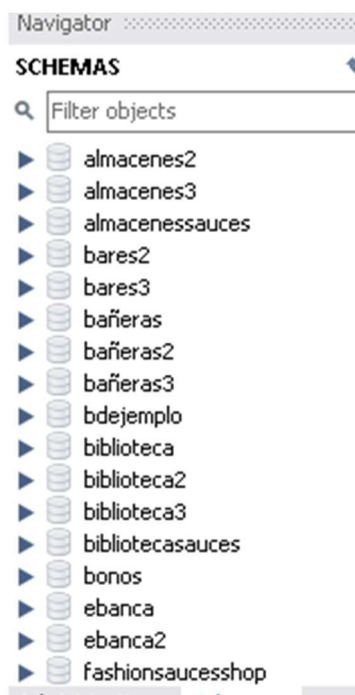 Navigator
SCHEMAS
Filter objects
almacenes2
almacenes3
almacenessauces
bares2
bares3
bañeras
bañeras2
bañeras3
bdejemplo
biblioteca
biblioteca2
biblioteca3
bibliotecasauces
bonos
ebanca
ebanca2
fashionsaucesshop